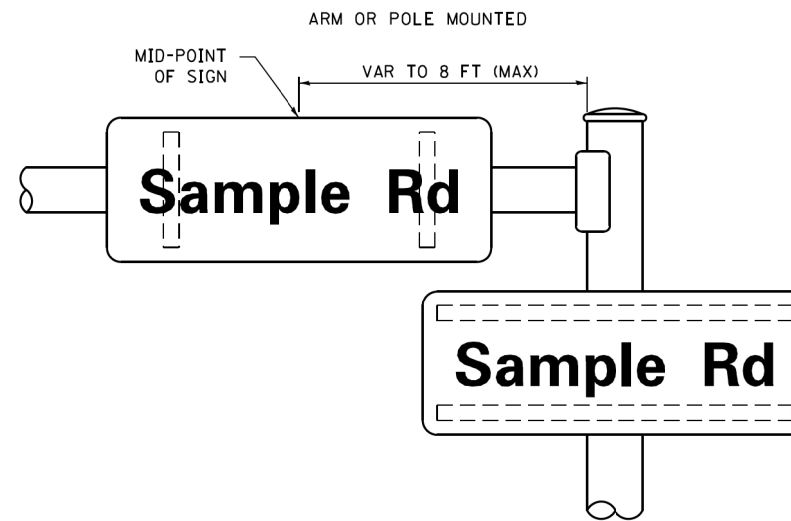 ARM OR POLE MOUNTED
MID-POINT
OF SIGN
VAR TO 8 FT (MAX)
Sample Rd
Sample Rd